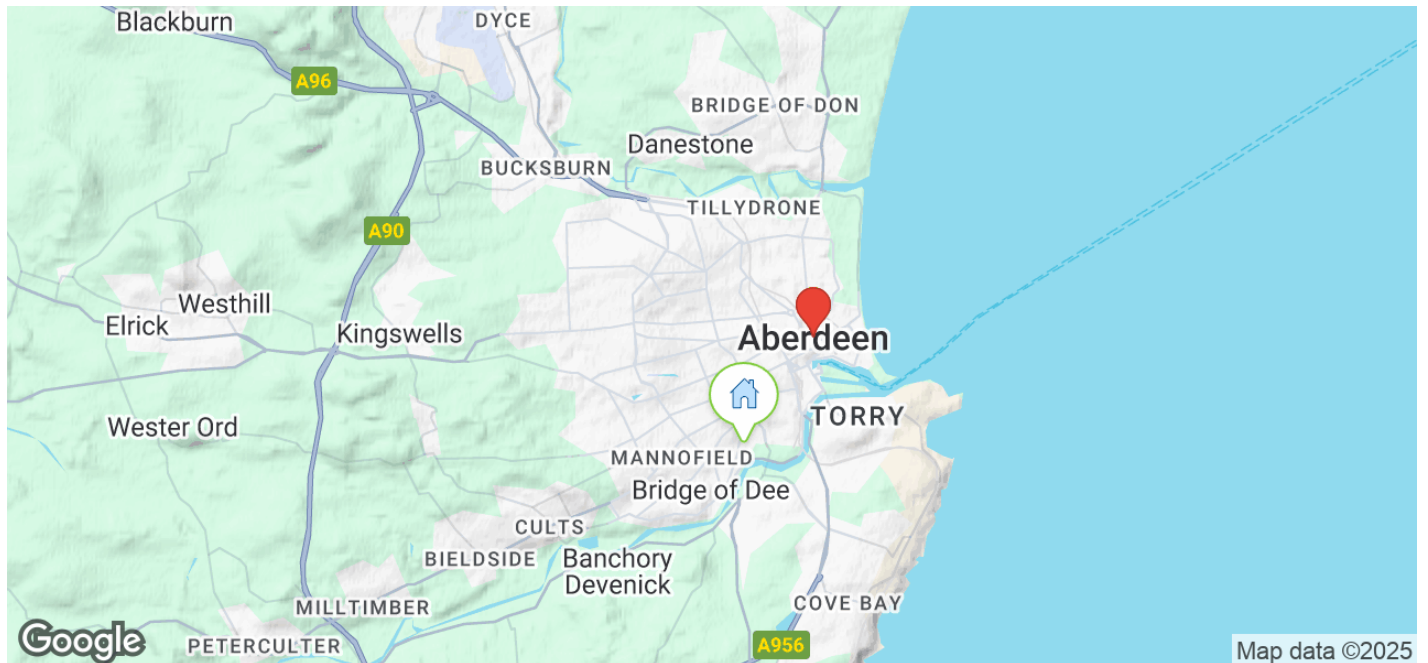 Blackburn
DYCE
A96
BRIDGE OF DON
Danestone
BUCKSBURN
TILLYDRONE
A90
Westhill
Elrick
Kingswells
Aberdeen
TORRY
Wester Ord
MANNOFIELD
Bridge of Dee
CULTS
BIELDSIDE
Banchory
Devenick
MILLTIMBER
COVE BAY
PETERCULTER
A956
Google
Map data ©2025